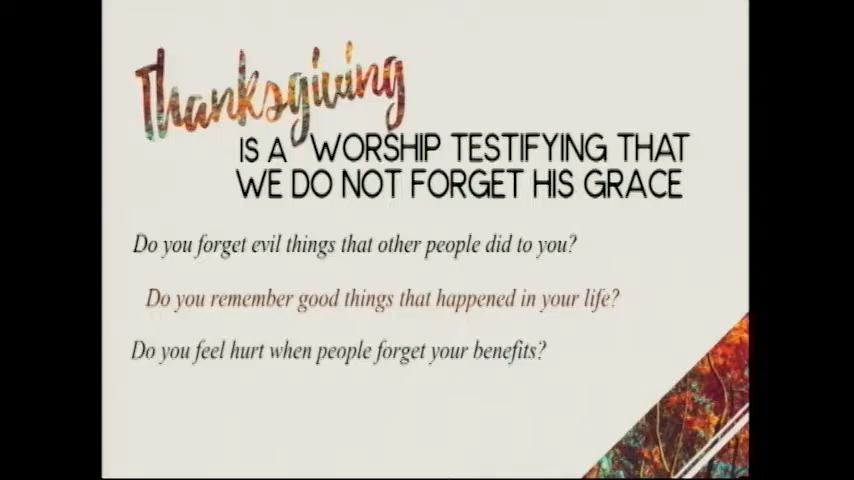 Thanksgiving
IS A WORSHIP TESTIFYING THAT
WE DO NOT FORGET HIS GRACE
Do you forget evil things that other people did to you?
Do you remember good things that happened in your life?
Do you feel hurt when people forget your benefits?